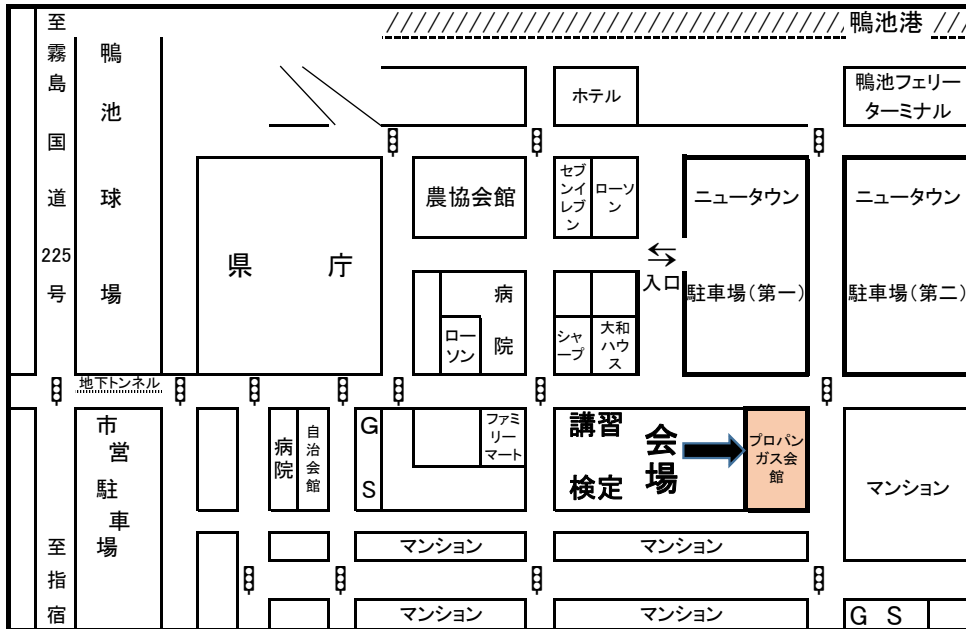 至霧島国道225号
鴨池球場
鴨池港
ホテル
鴨池フェリー
ターミナル
農協会館
セブ
ンイ
レブ
ン
ローソ
ン
ニュータウン
駐車場(第一)
ニュータウン
駐車場(第二)
入口
県庁
病院
ロー
ソン
シャ
ープ
大和
ハウ
ス
地下トンネル
市営駐車場
病院
自治会館
GS
ファミ
リー
マート
講習
検定
会場
プロパン
ガス会
館
マンション
至指宿
マンション
マンション
マンション
マンション
GS